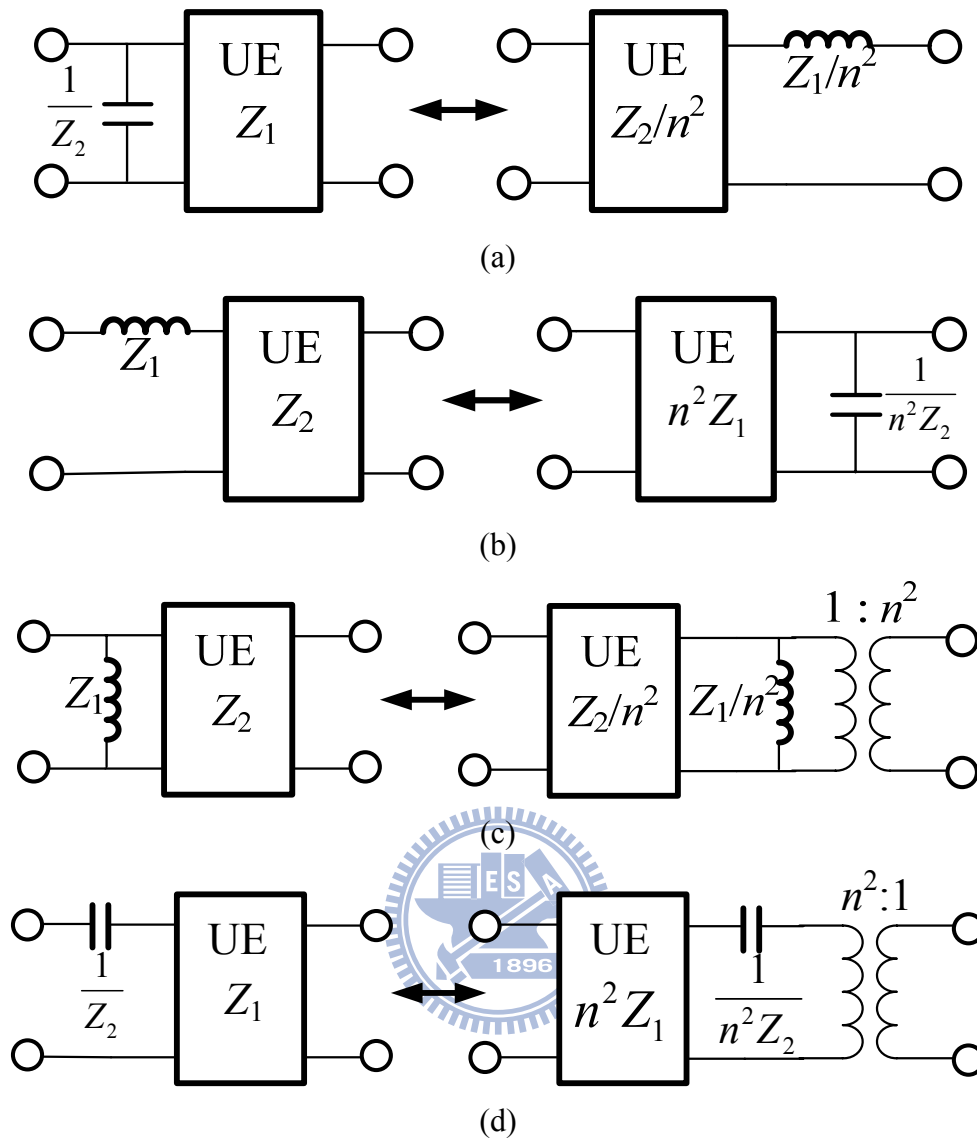 UE
Z₁
1
Z₂
UE
Z₂/n²
Z₁/n²
(a)
Z₁
UE
Z₂
UE
n²Z₁
1
n²Z₂
(b)
Z₁
UE
Z₂
UE
Z₂/n²
Z₁/n²
1 : n²
(c)
1
Z₂
UE
Z₁
UE
n²Z₁
1
n²Z₂
n²:1
E S A
1896
(d)